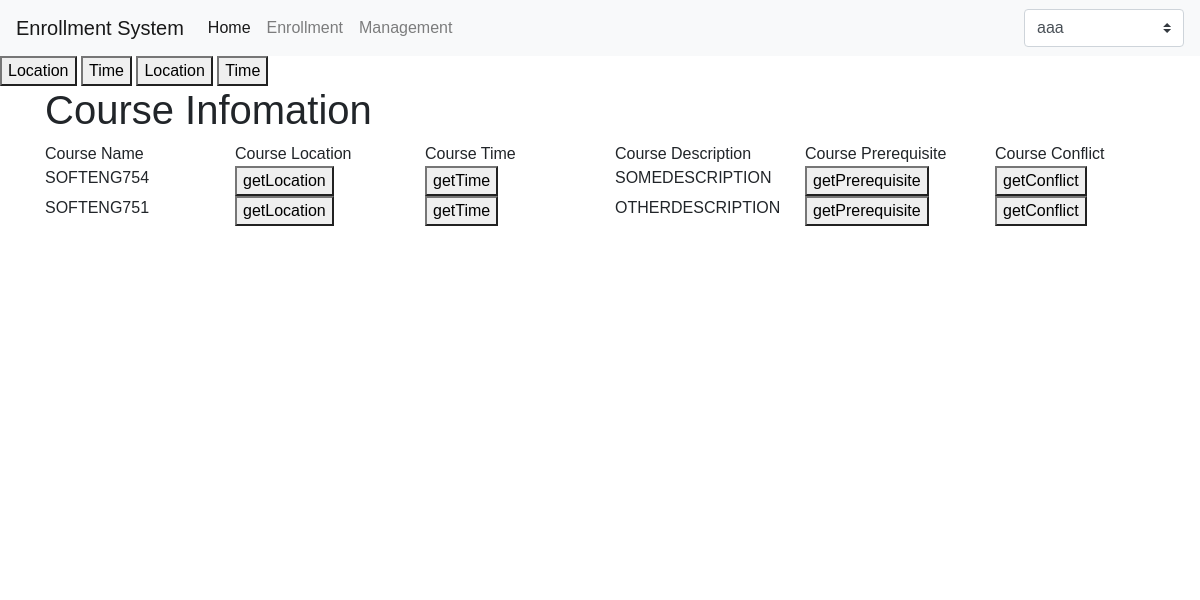 Enrollment System Home Enrollment Management aaa
Location Time Location Time
Course Infomation
Course Name Course Location Course Time Course Description Course Prerequisite Course Conflict
SOFTENG754 getLocation getTime SOMEDESCRIPTION getPrerequisite getConflict
SOFTENG751 getLocation getTime OTHERDESCRIPTION getPrerequisite getConflict